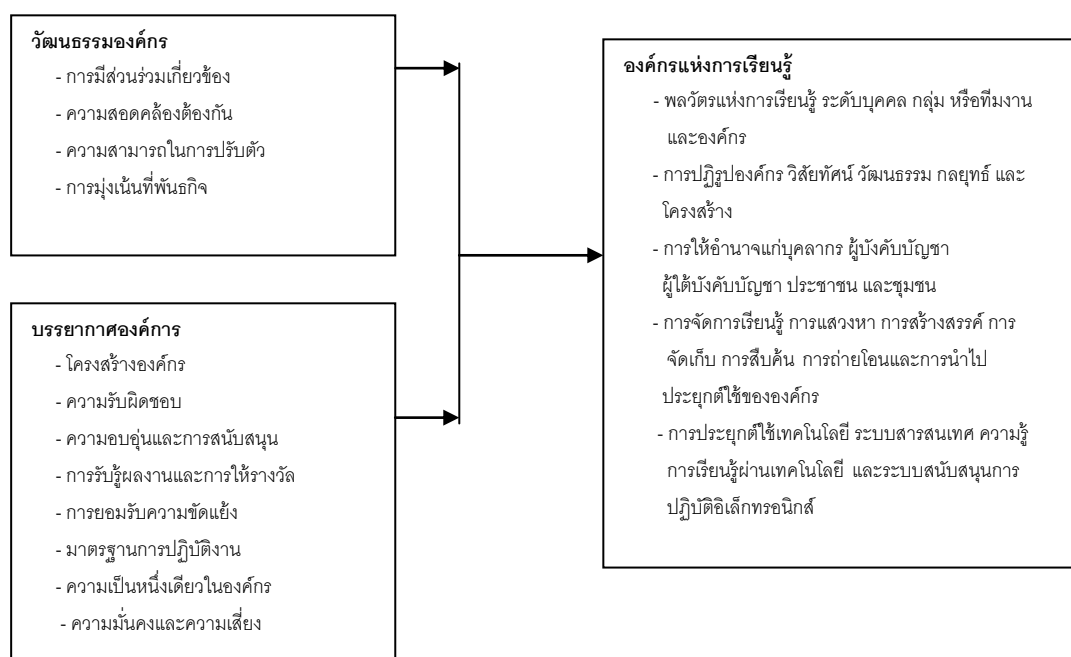 วัฒนธรรมองค์กร
- การมีส่วนร่วมเกี่ยวข้อง
- ความสอดคล้องต้องกัน
- ความสามารถในการปรับตัว
- การมุ่งเน้นที่พันธกิจ
บรรยากาศองค์การ
- โครงสร้างองค์กร
- ความรับผิดชอบ
- ความอบอุ่นและการสนับสนุน
- การรับรู้ผลงานและการให้รางวัล
- การยอมรับความขัดแย้ง
- มาตรฐานการปฏิบัติงาน
- ความเป็นหนึ่งเดียวในองค์กร
- ความมั่นคงและความเสี่ยง
องค์กรแห่งการเรียนรู้
- พลวัตรแห่งการเรียนรู้ ระดับบุคคล กลุ่ม หรือทีมงาน
และองค์กร
- การปฏิรูปองค์กร วิสัยทัศน์ วัฒนธรรม กลยุทธ์ และ
โครงสร้าง
- การให้อำนาจแก่บุคลากร ผู้บังคับบัญชา
ผู้ใต้บังคับบัญชา ประชาชน และชุมชน
- การจัดการเรียนรู้ การแสวงหา การสร้างสรรค์ การ
จัดเก็บ การสืบค้น การถ่ายโอนและการนำไป
ประยุกต์ใช้ขององค์กร
- การประยุกต์ใช้เทคโนโลยี ระบบสารสนเทศ ความรู้
การเรียนรู้ผ่านเทคโนโลยี และระบบสนับสนุนการ
ปฏิบัติอิเล็กทรอนิกส์